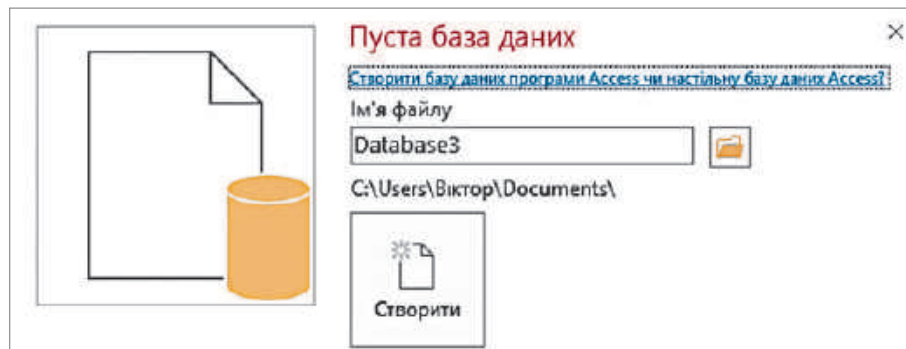 Пуста база даних
Створити базу даних програми Access чи настільну базу даних Access?
Ім'я файлу
Database3
C:\Users\Віктор\Documents\
Створити